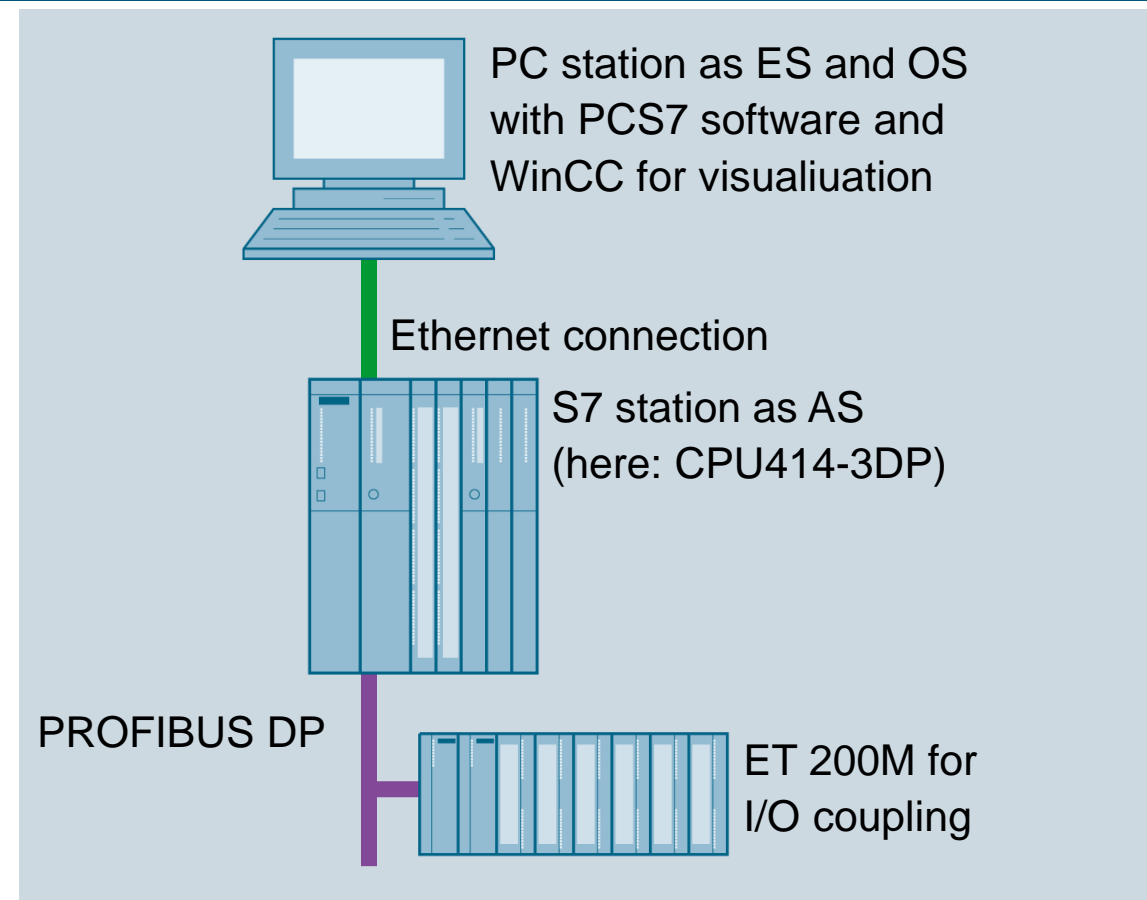 PC station as ES and OS
with PCS7 software and
WinCC for visualiuation
Ethernet connection
S7 station as AS
(here: CPU414-3DP)
PROFIBUS DP
ET 200M for
I/O coupling